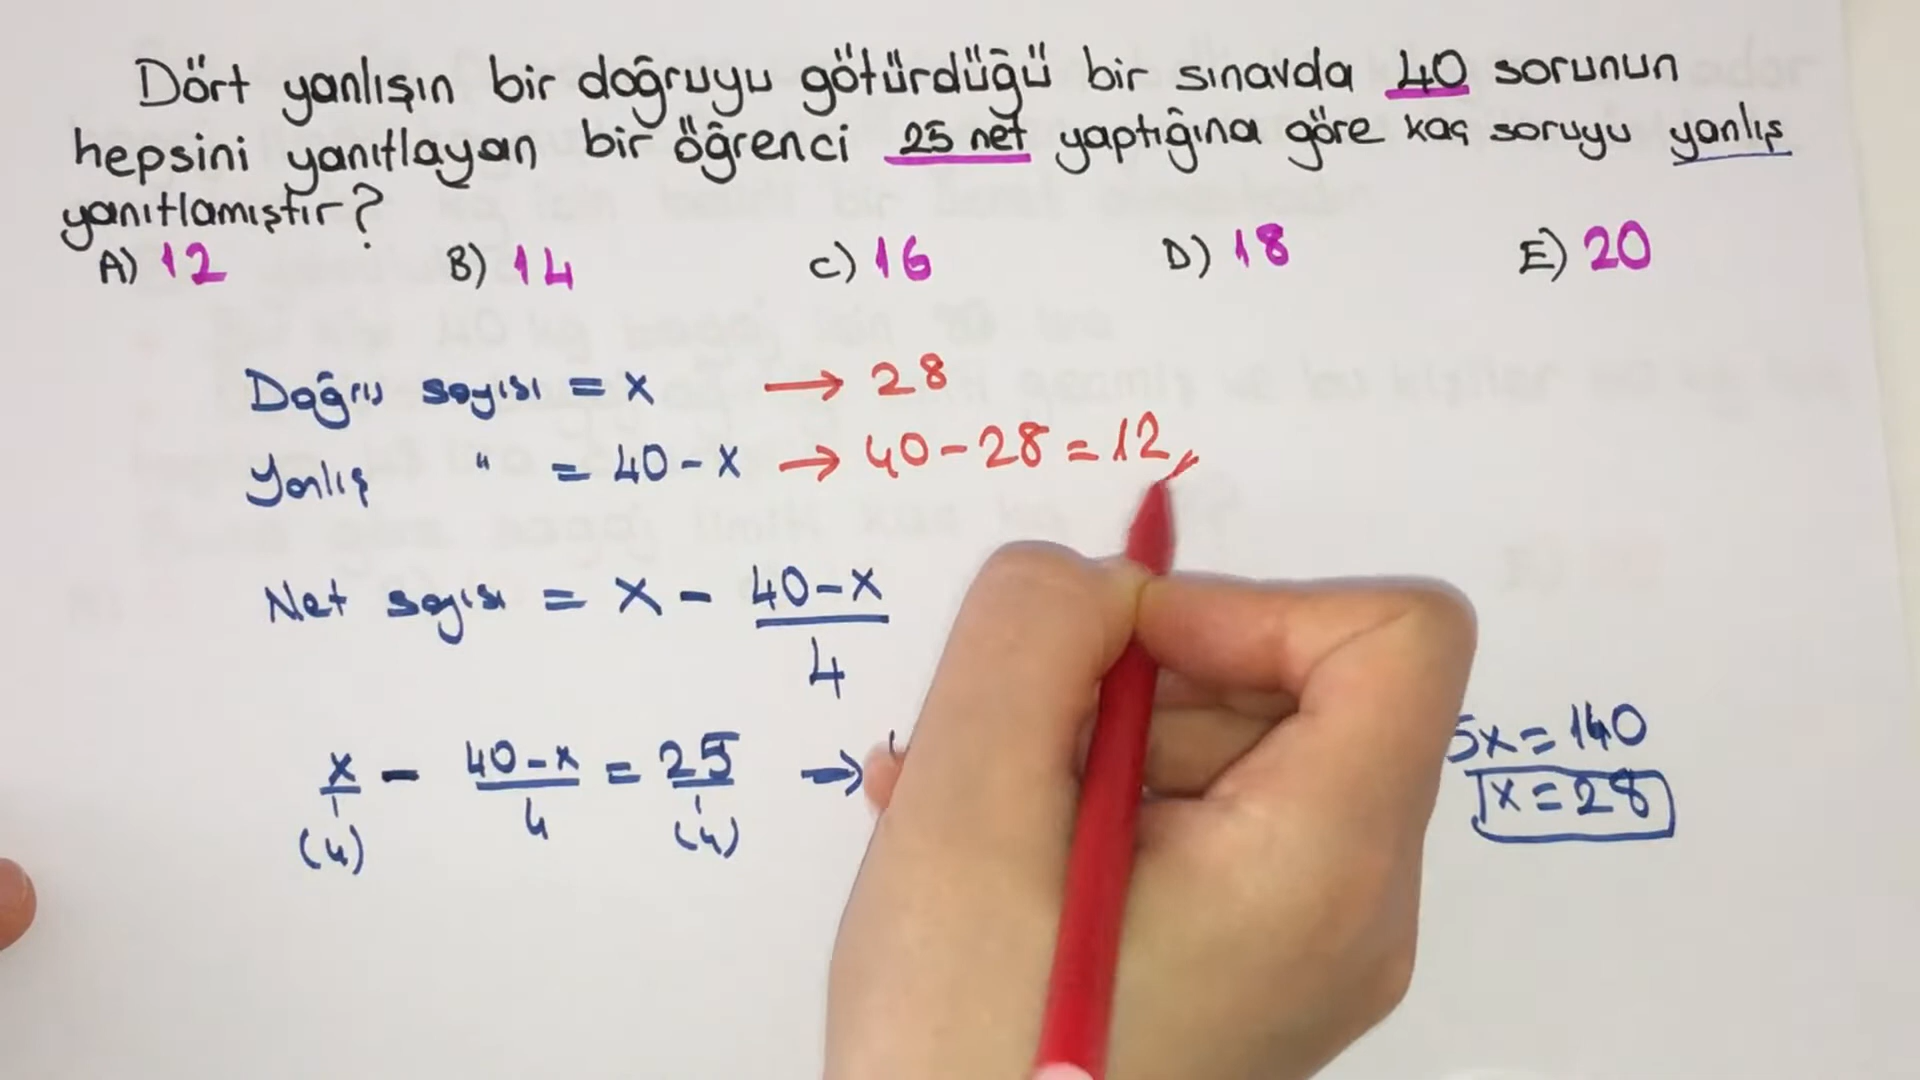 Dört yanlışın bir doğruyu götürdüğü bir sınavda 40 sorunun
hepsini yanıtlayan bir öğrenci 25 net yaptığına göre kaç soruyu yanlış
yanıtlamıştır?
A) 12 B) 14 C) 16 D) 18 E) 20
Doğru sayısı = x → 28
Yanlış " = 40 - x → 40 - 28 = 12
Net sayısı = x - (40 - x)/4
x/1 - (40 - x)/4 = 25/1 →
(4) (4)
5x = 140
x = 28